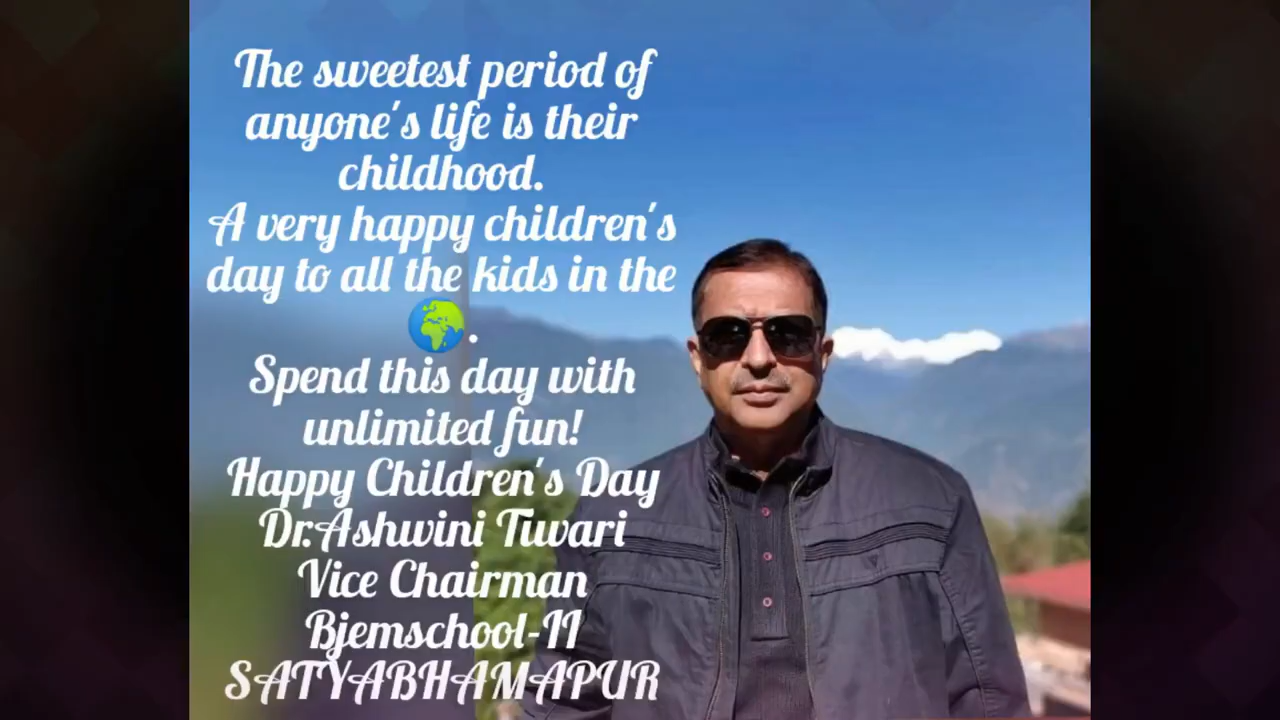 The sweetest period of
anyone's life is their
childhood.
A very happy children's
day to all the kids in the
🌍.
Spend this day with
unlimited fun!
Happy Children's Day
Dr.Ashwini Tiwari
Vice Chairman
Bjemschool-II
SATYABHAMAPUR